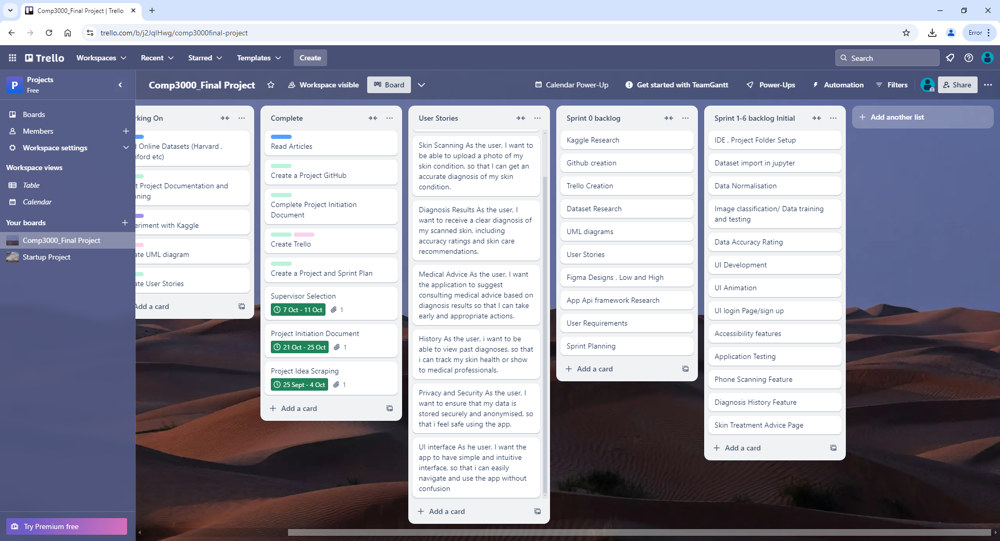 Comp3000_Final Project | Trello
trello.com/b/j2JqIHwg/comp3000final-project
Error
Trello
Workspaces
Recent
Starred
Templates
Create
Search
P
Projects
Free
Comp3000_Final Project
Workspace visible
Board
Calendar Power-Up
Get started with TeamGantt
Power-Ups
Automation
Filters
Share
Boards
Members
Workspace settings
Workspace views
Table
Calendar
Your boards
Comp3000_Final Project
Startup Project
Try Premium free
rking On
d Online Datasets (Harvard ,
nford etc)
t Project Documentation and
nning
eriment with Kaggle
ate UML diagram
ate User Stories
Add a card
Complete
Read Articles
Create a Project GitHub
Complete Project Initiation
Document
Create Trello
Create a Project and Sprint Plan
Supervisor Selection
7 Oct - 11 Oct
1
Project Initiation Document
21 Oct - 25 Oct
1
Project Idea Scraping
25 Sept - 4 Oct
1
Add a card
User Stories
Skin Scanning As the user, I want to
be able to upload a photo of my
skin condition, so that I can get an
accurate diagnosis of my skin
condition.
Diagnosis Results As the user, I
want to receive a clear diagnosis of
my scanned skin, including
accuracy ratings and skin care
recommendations.
Medical Advice As the user, I want
the application to suggest
consulting medical advice based on
diagnosis results so that I can take
early and appropriate actions.
History As the user, i want to be
able to view past diagnoses, so that
i can track my skin health or show
to medical professionals.
Privacy and Security As the user, I
want to ensure that my data is
stored securely and anonymised, so
that i feel safe using the app.
UI interface As he user, I want the
app to have simple and intuitive
interface, so that i can easily
navigate and use the app without
confusion
Add a card
Sprint 0 backlog
Kaggle Research
Github creation
Trello Creation
Dataset Research
UML diagrams
User Stories
Figma Designs , Low and High
App Api framework Research
User Requirements
Sprint Planning
Add a card
Sprint 1-6 backlog Initial
IDE , Project Folder Setup
Dataset import in jupyter
Data Normalisation
Image classification/ Data training
and testing
Data Accuracy Rating
UI Development
UI Animation
UI login Page/sign up
Accessibility features
Application Testing
Phone Scanning Feature
Diagnosis History Feature
Skin Treatment Advice Page
Add a card
Add another list